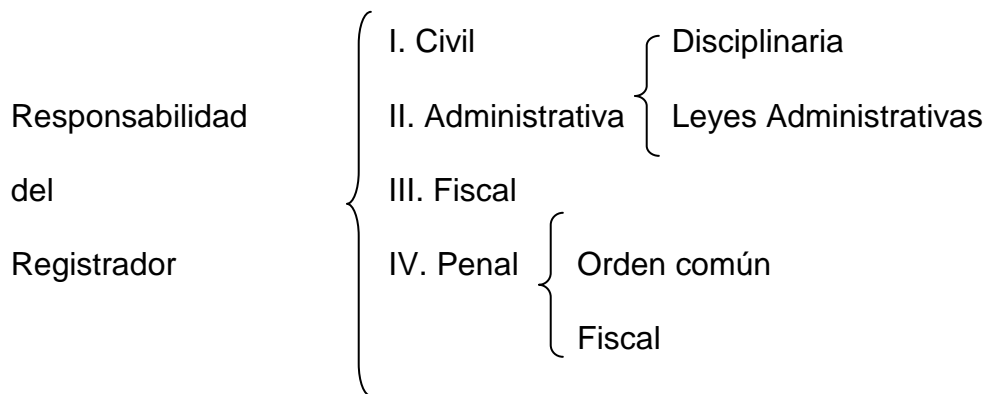 I. Civil Disciplinaria
Responsabilidad II. Administrativa Leyes Administrativas
del III. Fiscal
Registrador IV. Penal Orden común
Fiscal